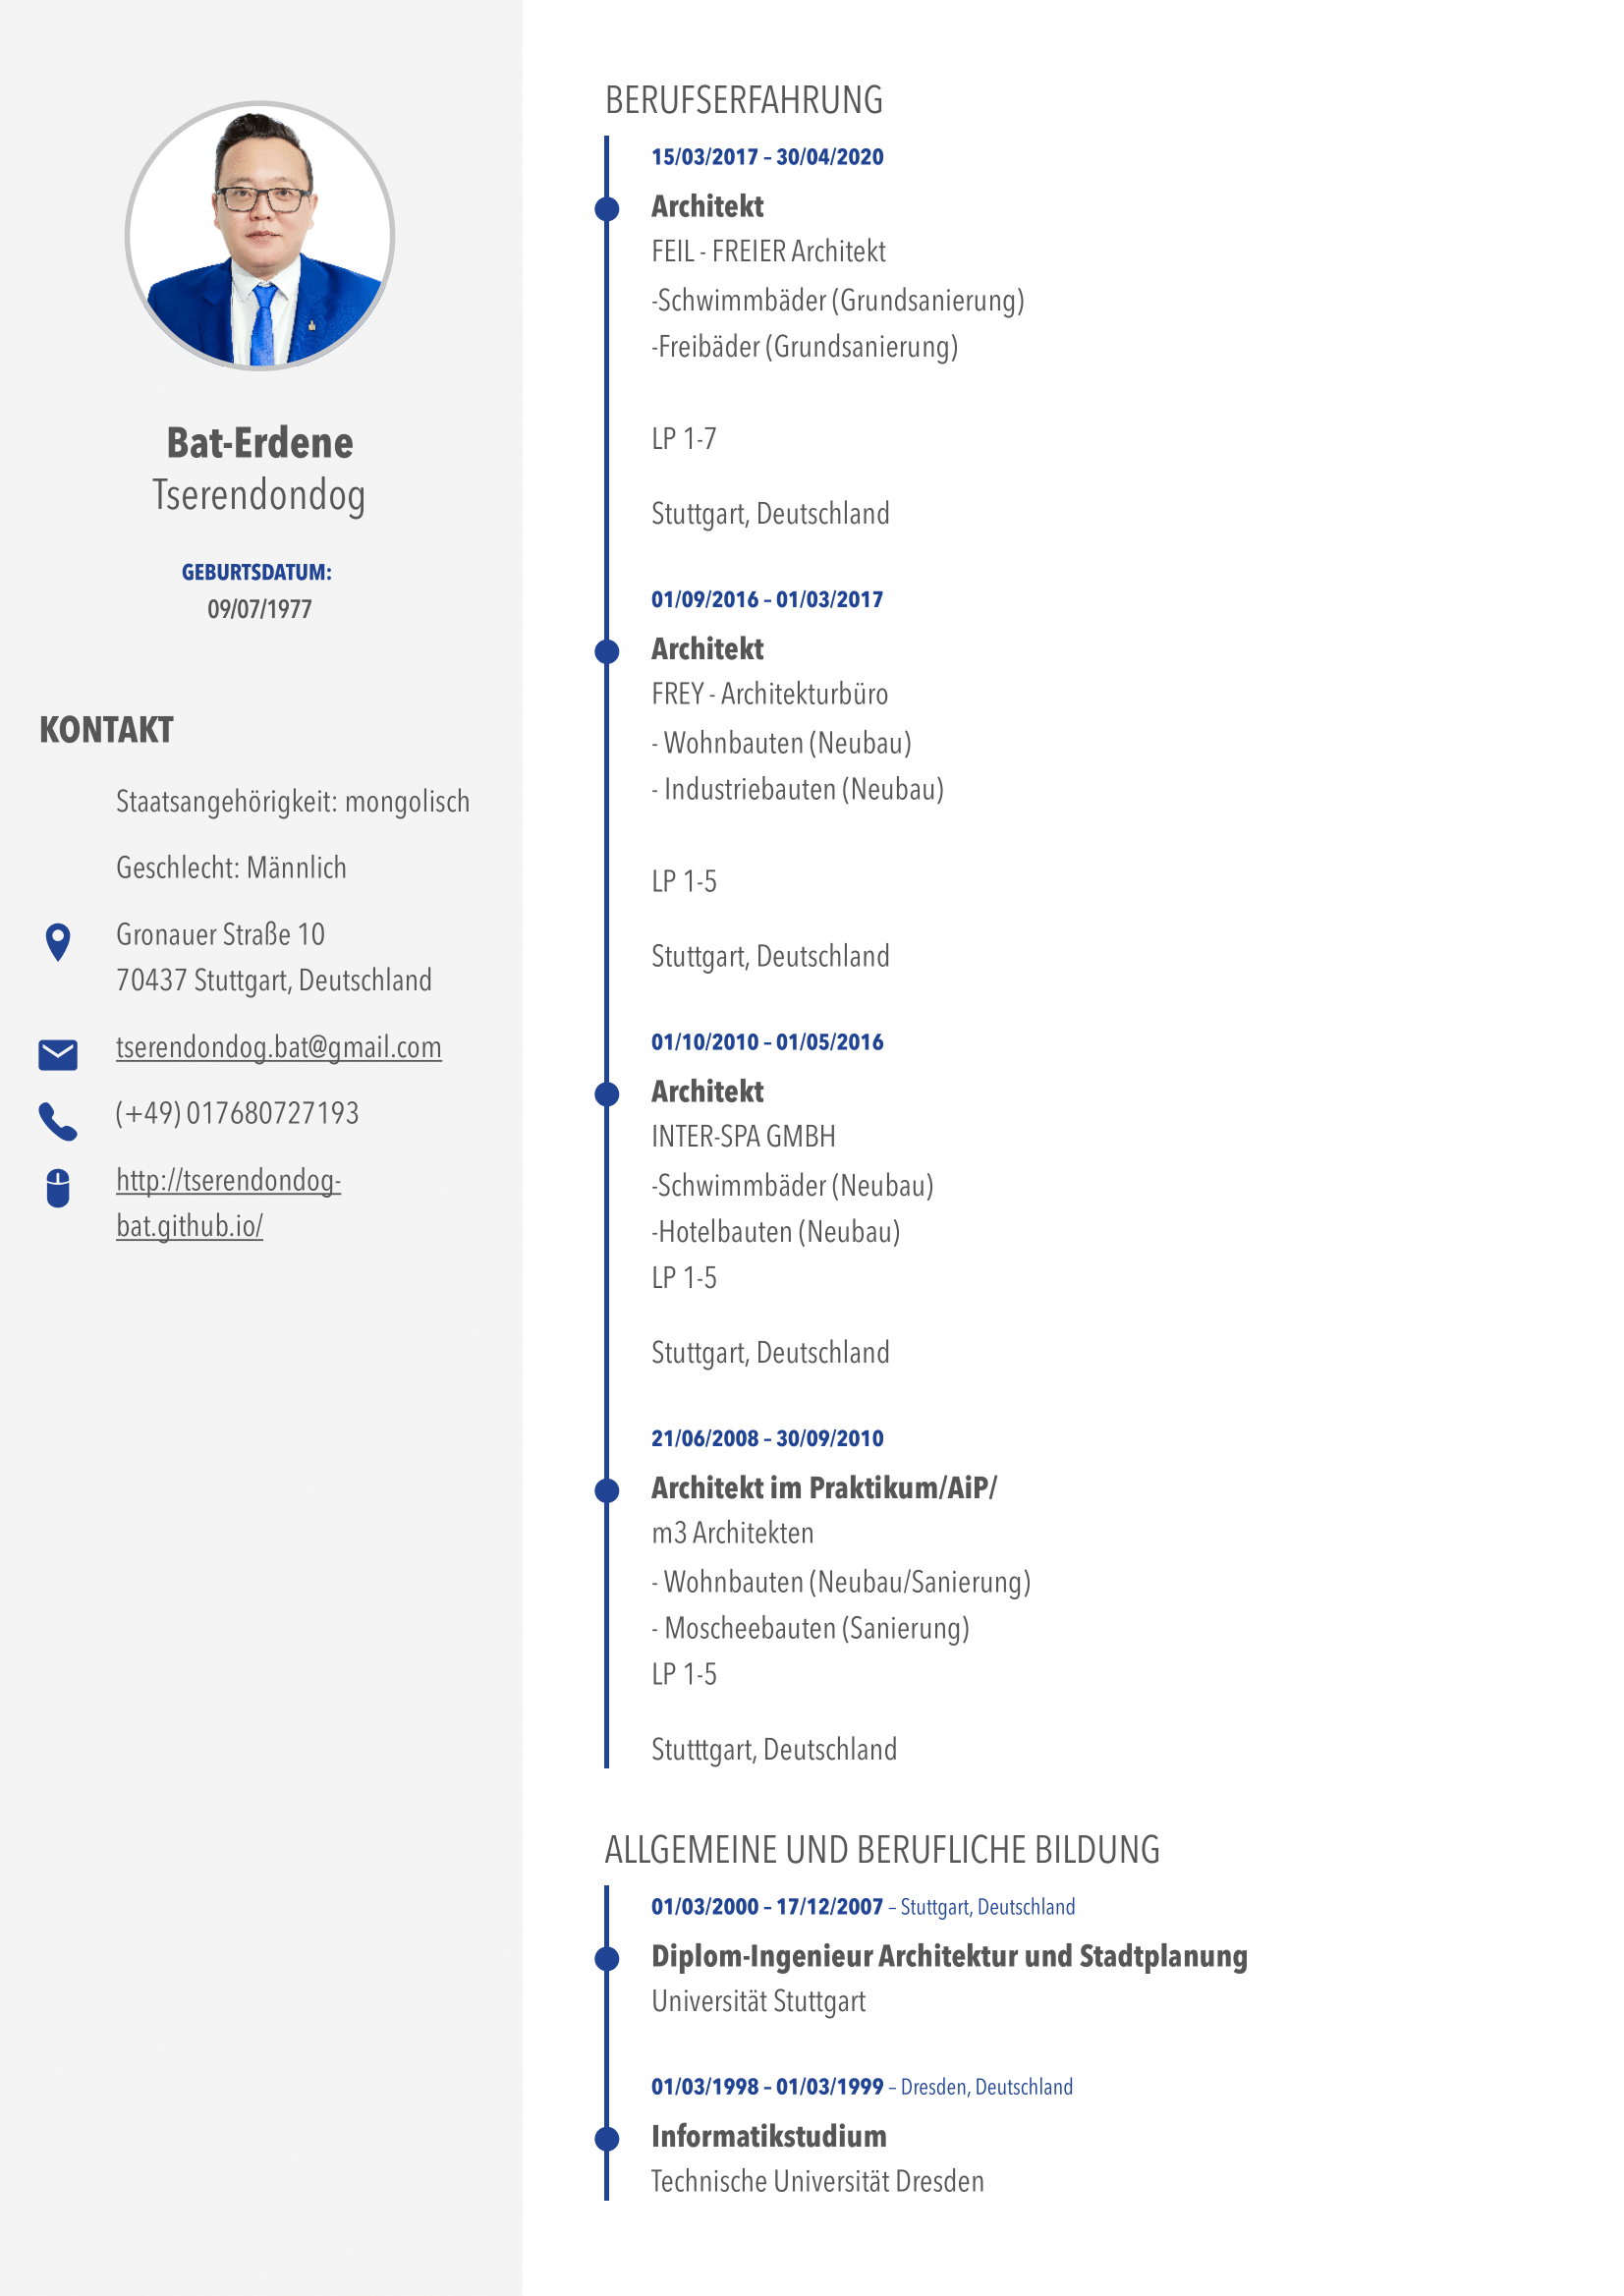 Bat-Erdene
Tserendondog
GEBURTSDATUM:
09/07/1977
KONTAKT
Staatsangehörigkeit: mongolisch
Geschlecht: Männlich
Gronauer Straße 10
70437 Stuttgart, Deutschland
tserendondog.bat@gmail.com
(+49) 017680727193
http://tserendondog-
bat.github.io/
BERUFSERFAHRUNG
15/03/2017 – 30/04/2020
Architekt
FEIL - FREIER Architekt
-Schwimmbäder (Grundsanierung)
-Freibäder (Grundsanierung)
LP 1-7
Stuttgart, Deutschland
01/09/2016 – 01/03/2017
Architekt
FREY - Architekturbüro
- Wohnbauten (Neubau)
- Industriebauten (Neubau)
LP 1-5
Stuttgart, Deutschland
01/10/2010 – 01/05/2016
Architekt
INTER-SPA GMBH
-Schwimmbäder (Neubau)
-Hotelbauten (Neubau)
LP 1-5
Stuttgart, Deutschland
21/06/2008 – 30/09/2010
Architekt im Praktikum/AiP/
m3 Architekten
- Wohnbauten (Neubau/Sanierung)
- Moscheebauten (Sanierung)
LP 1-5
Stutttgart, Deutschland
ALLGEMEINE UND BERUFLICHE BILDUNG
01/03/2000 – 17/12/2007 – Stuttgart, Deutschland
Diplom-Ingenieur Architektur und Stadtplanung
Universität Stuttgart
01/03/1998 – 01/03/1999 – Dresden, Deutschland
Informatikstudium
Technische Universität Dresden